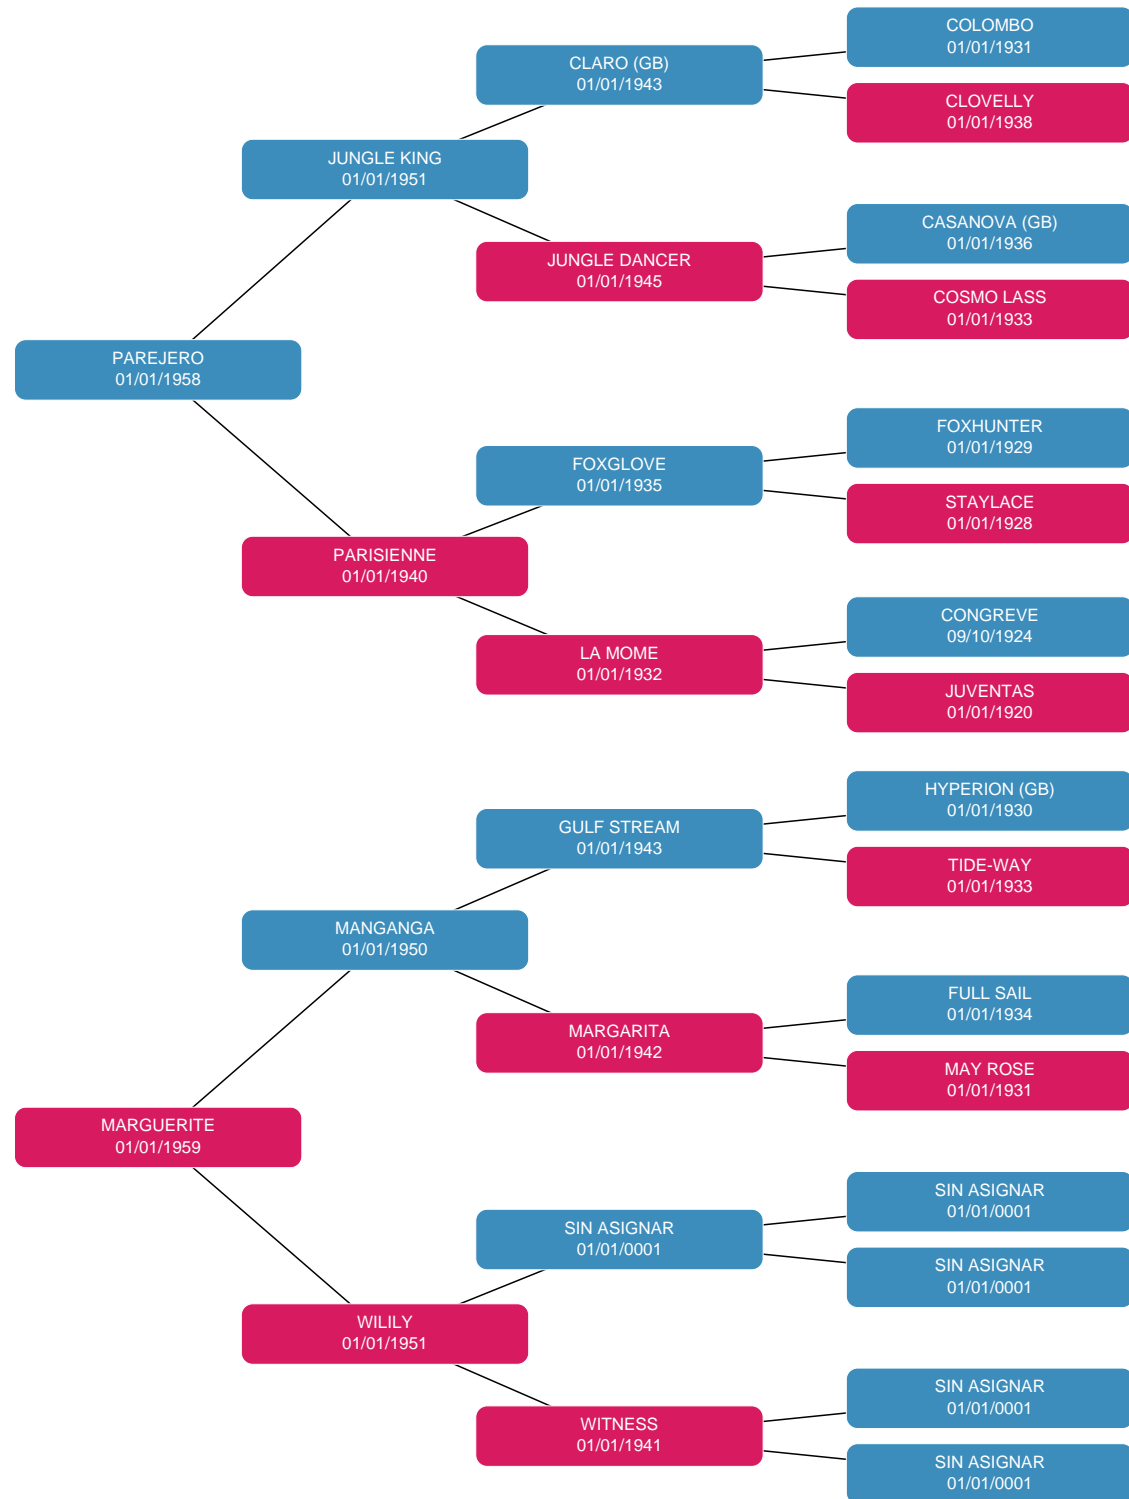 COLOMBO
01/01/1931
CLARO (GB)
01/01/1943
CLOVELLY
01/01/1938
JUNGLE KING
01/01/1951
CASANOVA (GB)
01/01/1936
JUNGLE DANCER
01/01/1945
COSMO LASS
01/01/1933
PAREJERO
01/01/1958
FOXHUNTER
01/01/1929
FOXGLOVE
01/01/1935
STAYLACE
01/01/1928
PARISIENNE
01/01/1940
CONGREVE
09/10/1924
LA MOME
01/01/1932
JUVENTAS
01/01/1920
HYPERION (GB)
01/01/1930
GULF STREAM
01/01/1943
TIDE-WAY
01/01/1933
MANGANGA
01/01/1950
FULL SAIL
01/01/1934
MARGARITA
01/01/1942
MAY ROSE
01/01/1931
MARGUERITE
01/01/1959
SIN ASIGNAR
01/01/0001
SIN ASIGNAR
01/01/0001
SIN ASIGNAR
01/01/0001
WILILY
01/01/1951
SIN ASIGNAR
01/01/0001
WITNESS
01/01/1941
SIN ASIGNAR
01/01/0001